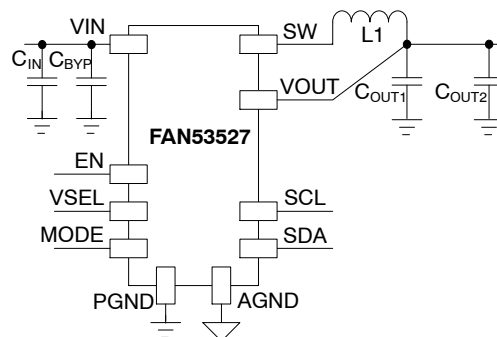 VIN
SW
L1
CIN
CBYP
VOUT
COUT1
COUT2
FAN53527
EN
VSEL
SCL
MODE
SDA
PGND
AGND